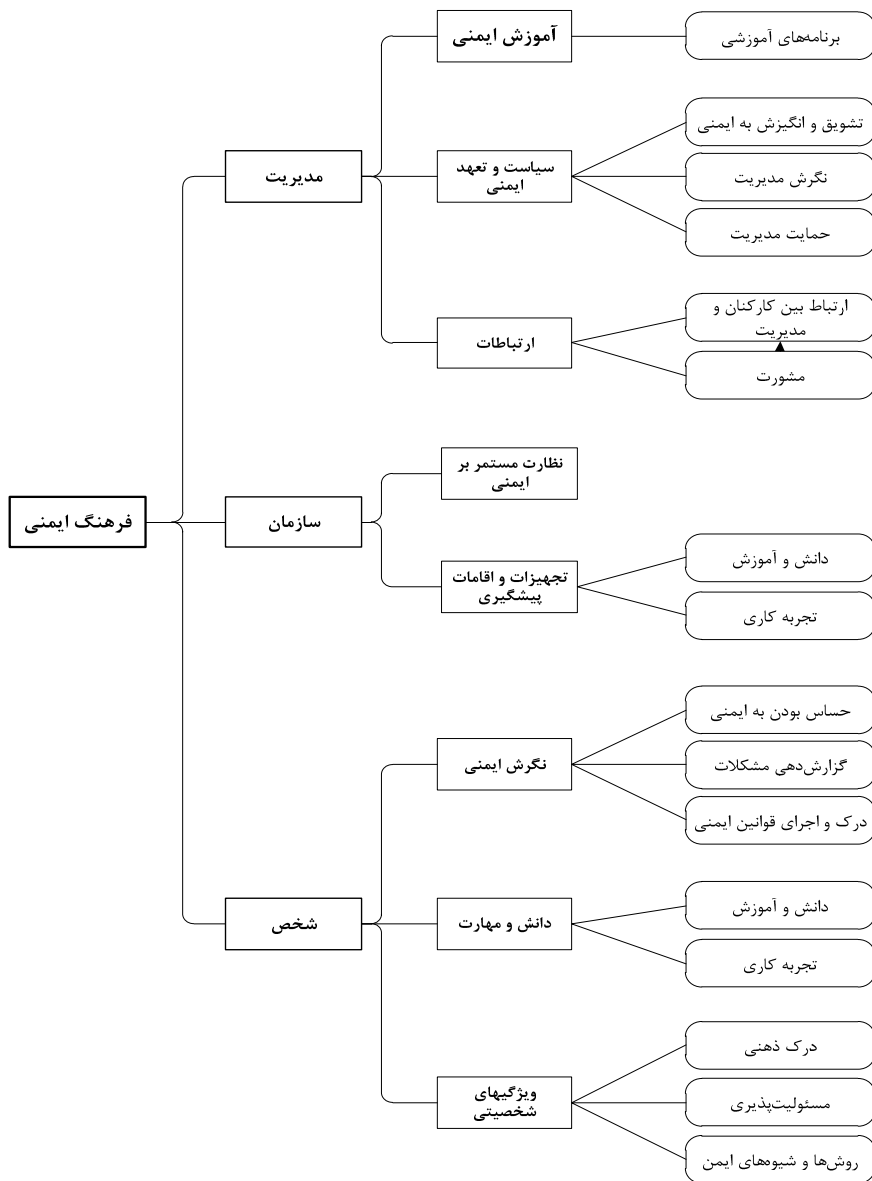 فرهنگ ایمنی
مدیریت
آموزش ایمنی
برنامه‌های آموزشی
سیاست و تعهد
ایمنی
تشویق و انگیزش به ایمنی
نگرش مدیریت
حمایت مدیریت
ارتباطات
ارتباط بین کارکنان و
مدیریت
مشورت
سازمان
نظارت مستمر بر
ایمنی
تجهیزات و اقامات
پیشگیری
دانش و آموزش
تجربه کاری
شخص
نگرش ایمنی
حساس بودن به ایمنی
گزارش‌دهی مشکلات
درک و اجرای قوانین ایمنی
دانش و مهارت
دانش و آموزش
تجربه کاری
ویژگیهای
شخصیتی
درک ذهنی
مسئولیت‌پذیری
روش‌ها و شیوه‌های ایمن